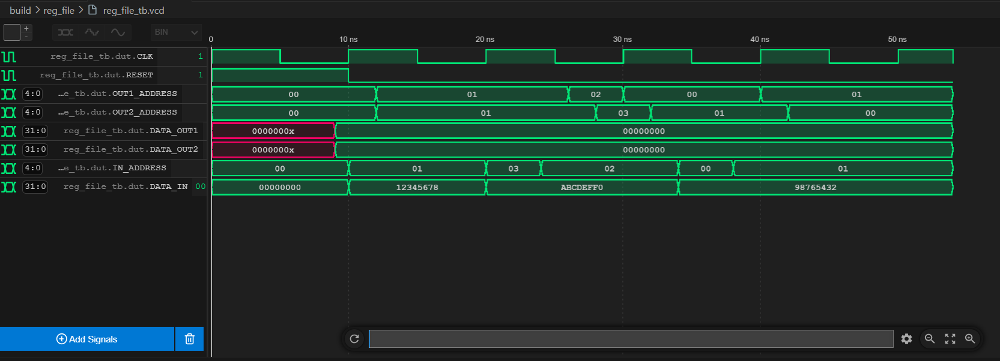 build > reg_file > reg_file_tb.vcd
+
-
BIN
0 10 ns 20 ns 30 ns 40 ns 50 ns
reg_file_tb.dut.CLK 1
reg_file_tb.dut.RESET 1
4:0 …e_tb.dut.OUT1_ADDRESS 00 01 02 00 01
4:0 …e_tb.dut.OUT2_ADDRESS 00 01 03 01 00
31:0 reg_file_tb.dut.DATA_OUT1 0000000x 00000000
31:0 reg_file_tb.dut.DATA_OUT2 0000000x 00000000
4:0 …e_tb.dut.IN_ADDRESS 00 01 03 02 00 01
31:0 reg_file_tb.dut.DATA_IN 00 00000000 12345678 ABCDEFF0 98765432
Add Signals